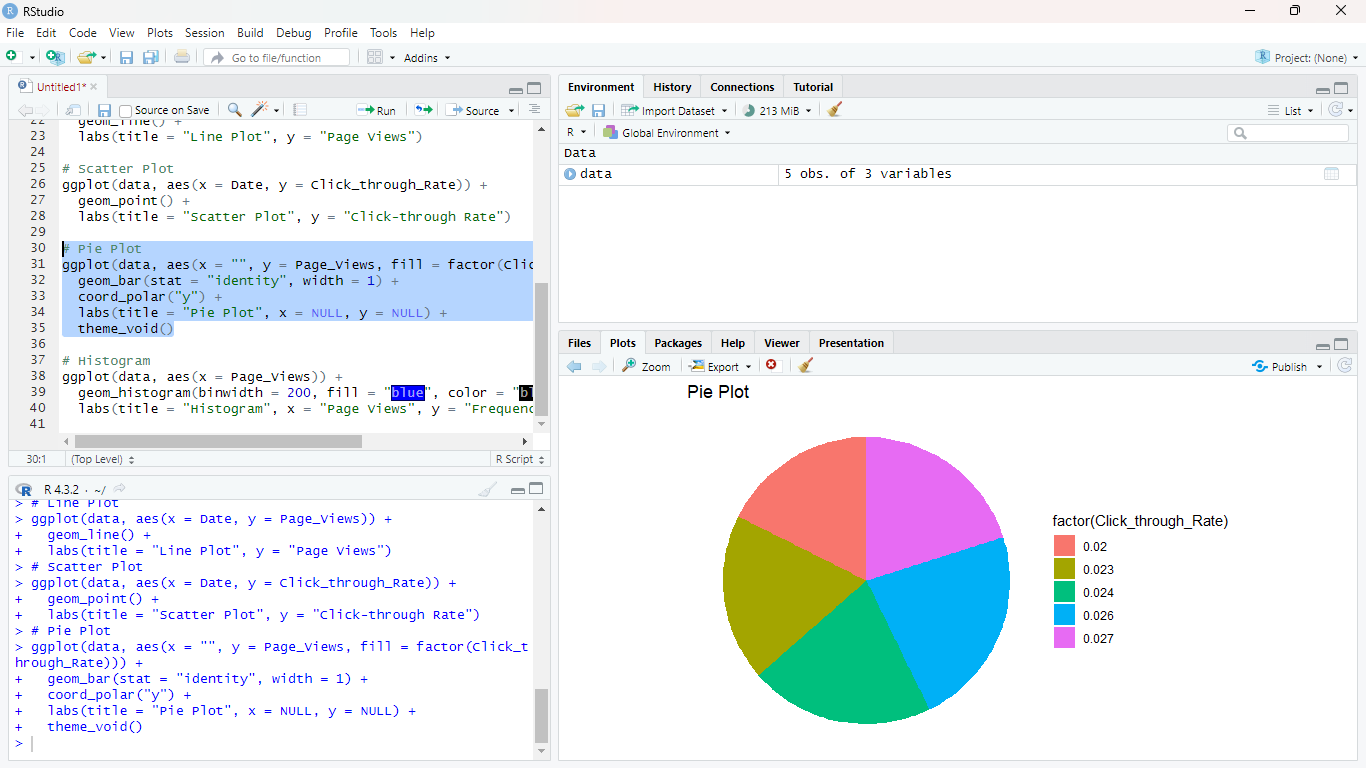 RStudio
File Edit Code View Plots Session Build Debug Profile Tools Help
Go to file/function Addins Project: (None)
Untitled1*
Source on Save Run Source
22 geom_line() +
23 labs(title = "Line Plot", y = "Page Views")
24
25 # Scatter Plot
26 ggplot(data, aes(x = Date, y = Click_through_Rate)) +
27 geom_point() +
28 labs(title = "Scatter Plot", y = "Click-through Rate")
29
30 # Pie Plot
31 ggplot(data, aes(x = "", y = Page_Views, fill = factor(Clic
32 geom_bar(stat = "identity", width = 1) +
33 coord_polar("y") +
34 labs(title = "Pie Plot", x = NULL, y = NULL) +
35 theme_void()
36
37 # Histogram
38 ggplot(data, aes(x = Page_Views)) +
39 geom_histogram(binwidth = 200, fill = "blue", color = "bl
40 labs(title = "Histogram", x = "Page Views", y = "Frequenc
41
30:1 (Top Level) R Script
R 4.3.2 · ~/
> # Line Plot
> ggplot(data, aes(x = Date, y = Page_Views)) +
+ geom_line() +
+ labs(title = "Line Plot", y = "Page Views")
> # Scatter Plot
> ggplot(data, aes(x = Date, y = Click_through_Rate)) +
+ geom_point() +
+ labs(title = "Scatter Plot", y = "Click-through Rate")
> # Pie Plot
> ggplot(data, aes(x = "", y = Page_Views, fill = factor(Click_t
hrough_Rate))) +
+ geom_bar(stat = "identity", width = 1) +
+ coord_polar("y") +
+ labs(title = "Pie Plot", x = NULL, y = NULL) +
+ theme_void()
>
Environment History Connections Tutorial
Import Dataset 213 MiB List
R Global Environment
Data
data 5 obs. of 3 variables
Files Plots Packages Help Viewer Presentation
Zoom Export Publish
Pie Plot
factor(Click_through_Rate)
0.02
0.023
0.024
0.026
0.027